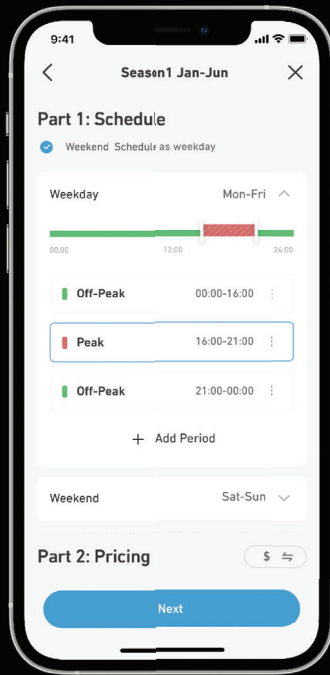 9:41
Season1 Jan-Jun
Part 1: Schedule
Weekend Schedule as weekday
Weekday Mon-Fri
00:00 12:00 24:00
Off-Peak 00:00-16:00
Peak 16:00-21:00
Off-Peak 21:00-00:00
+ Add Period
Weekend Sat-Sun
Part 2: Pricing $
Next